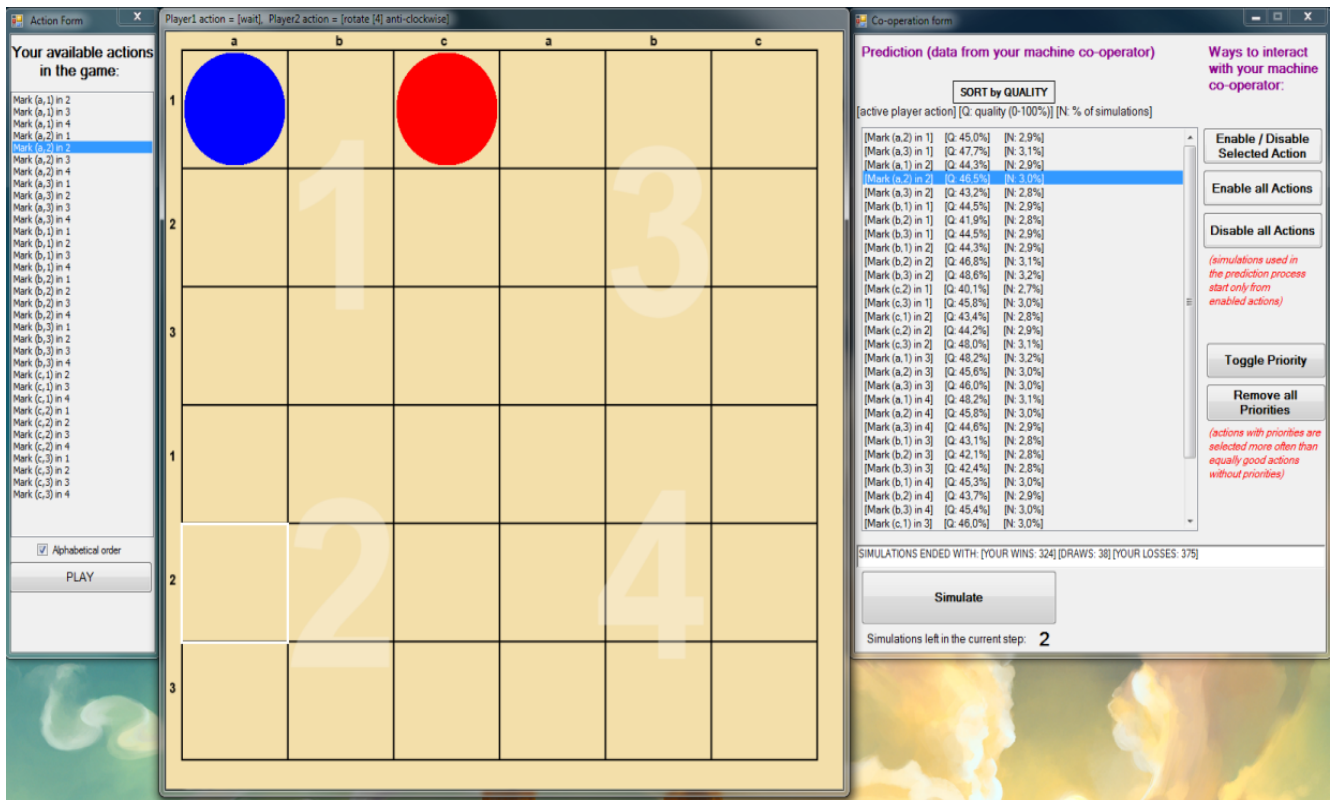 Action Form
X
Your available actions
in the game:
Mark (a,1) in 2
Mark (a,1) in 3
Mark (a,1) in 4
Mark (a,2) in 1
Mark (a,2) in 2
Mark (a,2) in 3
Mark (a,2) in 4
Mark (a,3) in 1
Mark (a,3) in 2
Mark (a,3) in 3
Mark (a,3) in 4
Mark (b,1) in 1
Mark (b,1) in 2
Mark (b,1) in 3
Mark (b,1) in 4
Mark (b,2) in 1
Mark (b,2) in 2
Mark (b,2) in 3
Mark (b,2) in 4
Mark (b,3) in 1
Mark (b,3) in 2
Mark (b,3) in 3
Mark (b,3) in 4
Mark (c,1) in 2
Mark (c,1) in 3
Mark (c,1) in 4
Mark (c,2) in 1
Mark (c,2) in 2
Mark (c,2) in 3
Mark (c,2) in 4
Mark (c,3) in 1
Mark (c,3) in 2
Mark (c,3) in 3
Mark (c,3) in 4
Alphabetical order
PLAY
Player1 action = [wait], Player2 action = [rotate [4] anti-clockwise]
a b c a b c
1
2
3
1
2
3
1 3
2 4
Co-operation form
X
Prediction (data from your machine co-operator)
SORT by QUALITY
[active player action] [Q: quality (0-100%)] [N: % of simulations]
[Mark (a,2) in 1] [Q: 45,0%] [N: 2,9%]
[Mark (a,3) in 1] [Q: 47,7%] [N: 3,1%]
[Mark (a,1) in 2] [Q: 44,3%] [N: 2,9%]
[Mark (a,2) in 2] [Q: 46,5%] [N: 3,0%]
[Mark (a,3) in 2] [Q: 43,2%] [N: 2,8%]
[Mark (b,1) in 1] [Q: 44,5%] [N: 2,9%]
[Mark (b,2) in 1] [Q: 41,9%] [N: 2,8%]
[Mark (b,3) in 1] [Q: 44,5%] [N: 2,9%]
[Mark (b,1) in 2] [Q: 44,3%] [N: 2,9%]
[Mark (b,2) in 2] [Q: 46,8%] [N: 3,1%]
[Mark (b,3) in 2] [Q: 48,6%] [N: 3,2%]
[Mark (c,2) in 1] [Q: 40,1%] [N: 2,7%]
[Mark (c,3) in 1] [Q: 45,8%] [N: 3,0%]
[Mark (c,1) in 2] [Q: 43,4%] [N: 2,8%]
[Mark (c,2) in 2] [Q: 44,2%] [N: 2,9%]
[Mark (c,3) in 2] [Q: 48,0%] [N: 3,1%]
[Mark (a,1) in 3] [Q: 48,2%] [N: 3,2%]
[Mark (a,2) in 3] [Q: 45,6%] [N: 3,0%]
[Mark (a,3) in 3] [Q: 46,0%] [N: 3,0%]
[Mark (a,1) in 4] [Q: 48,2%] [N: 3,1%]
[Mark (a,2) in 4] [Q: 45,8%] [N: 3,0%]
[Mark (a,3) in 4] [Q: 44,6%] [N: 2,9%]
[Mark (b,1) in 3] [Q: 43,1%] [N: 2,8%]
[Mark (b,2) in 3] [Q: 42,1%] [N: 2,8%]
[Mark (b,3) in 3] [Q: 42,4%] [N: 2,8%]
[Mark (b,1) in 4] [Q: 45,3%] [N: 3,0%]
[Mark (b,2) in 4] [Q: 43,7%] [N: 2,9%]
[Mark (b,3) in 4] [Q: 45,4%] [N: 3,0%]
[Mark (c,1) in 3] [Q: 46,0%] [N: 3,0%]
SIMULATIONS ENDED WITH: [YOUR WINS: 324] [DRAWS: 38] [YOUR LOSSES: 375]
Simulate
Simulations left in the current step: 2
Ways to interact
with your machine
co-operator:
Enable / Disable
Selected Action
Enable all Actions
Disable all Actions
(simulations used in
the prediction process
start only from
enabled actions)
Toggle Priority
Remove all
Priorities
(actions with priorities are
selected more often than
equally good actions
without priorities)